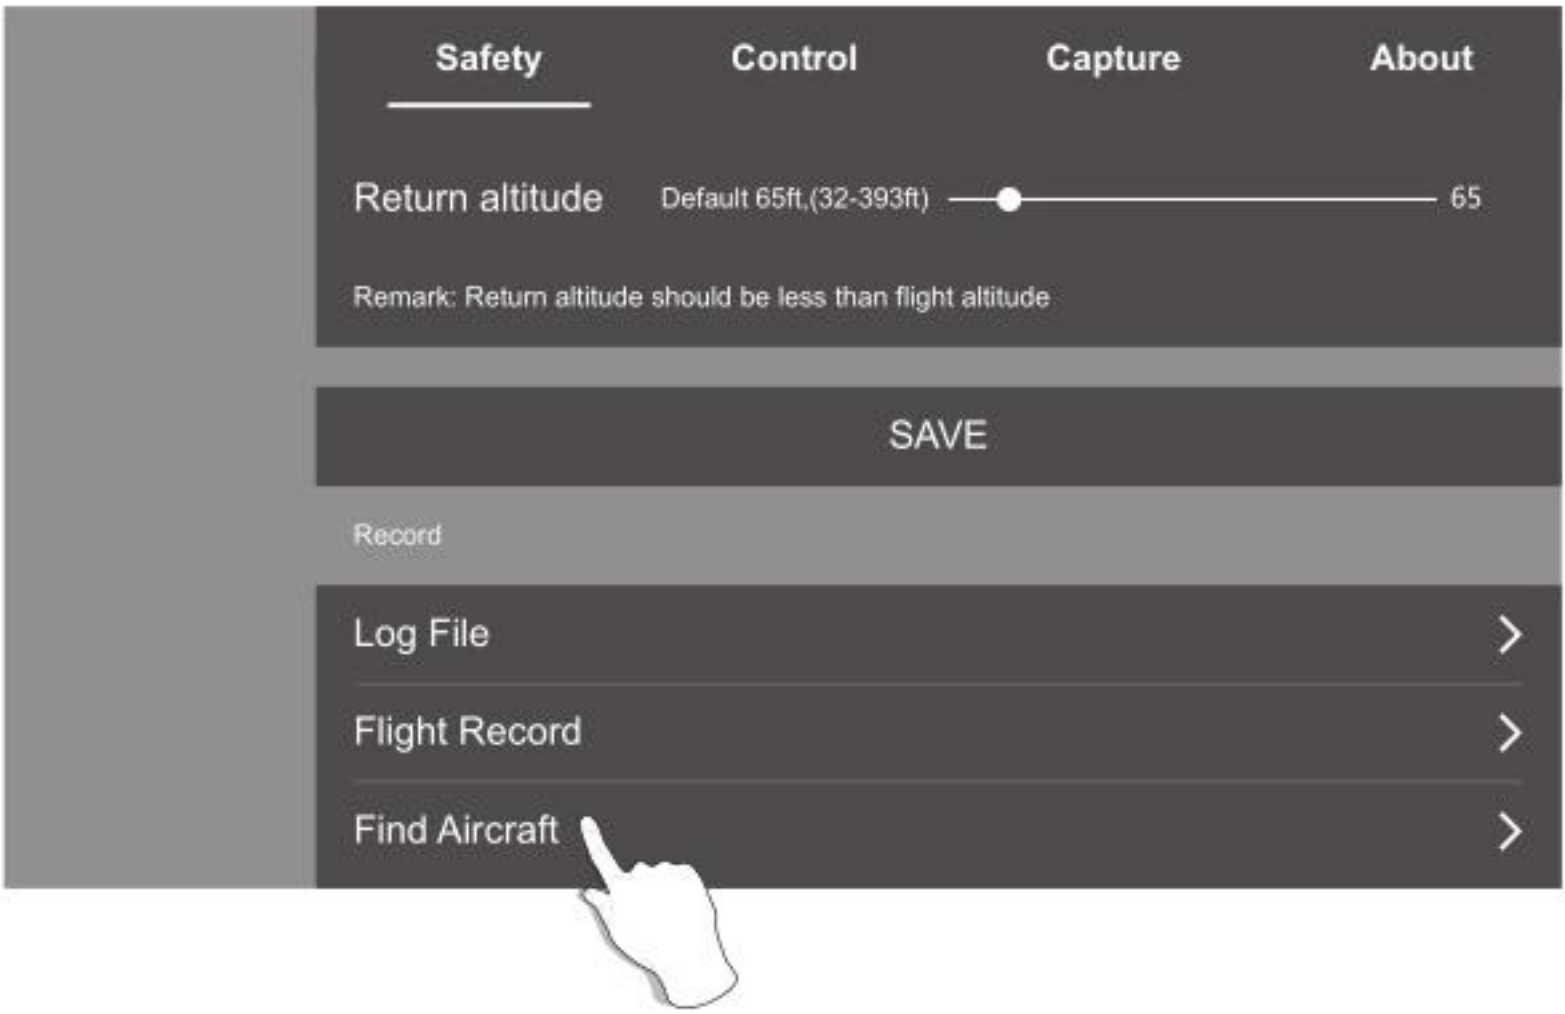 Safety Control Capture About
Return altitude Default 65ft,(32-393ft) 65
Remark: Return altitude should be less than flight altitude
SAVE
Record
Log File
Flight Record
Find Aircraft